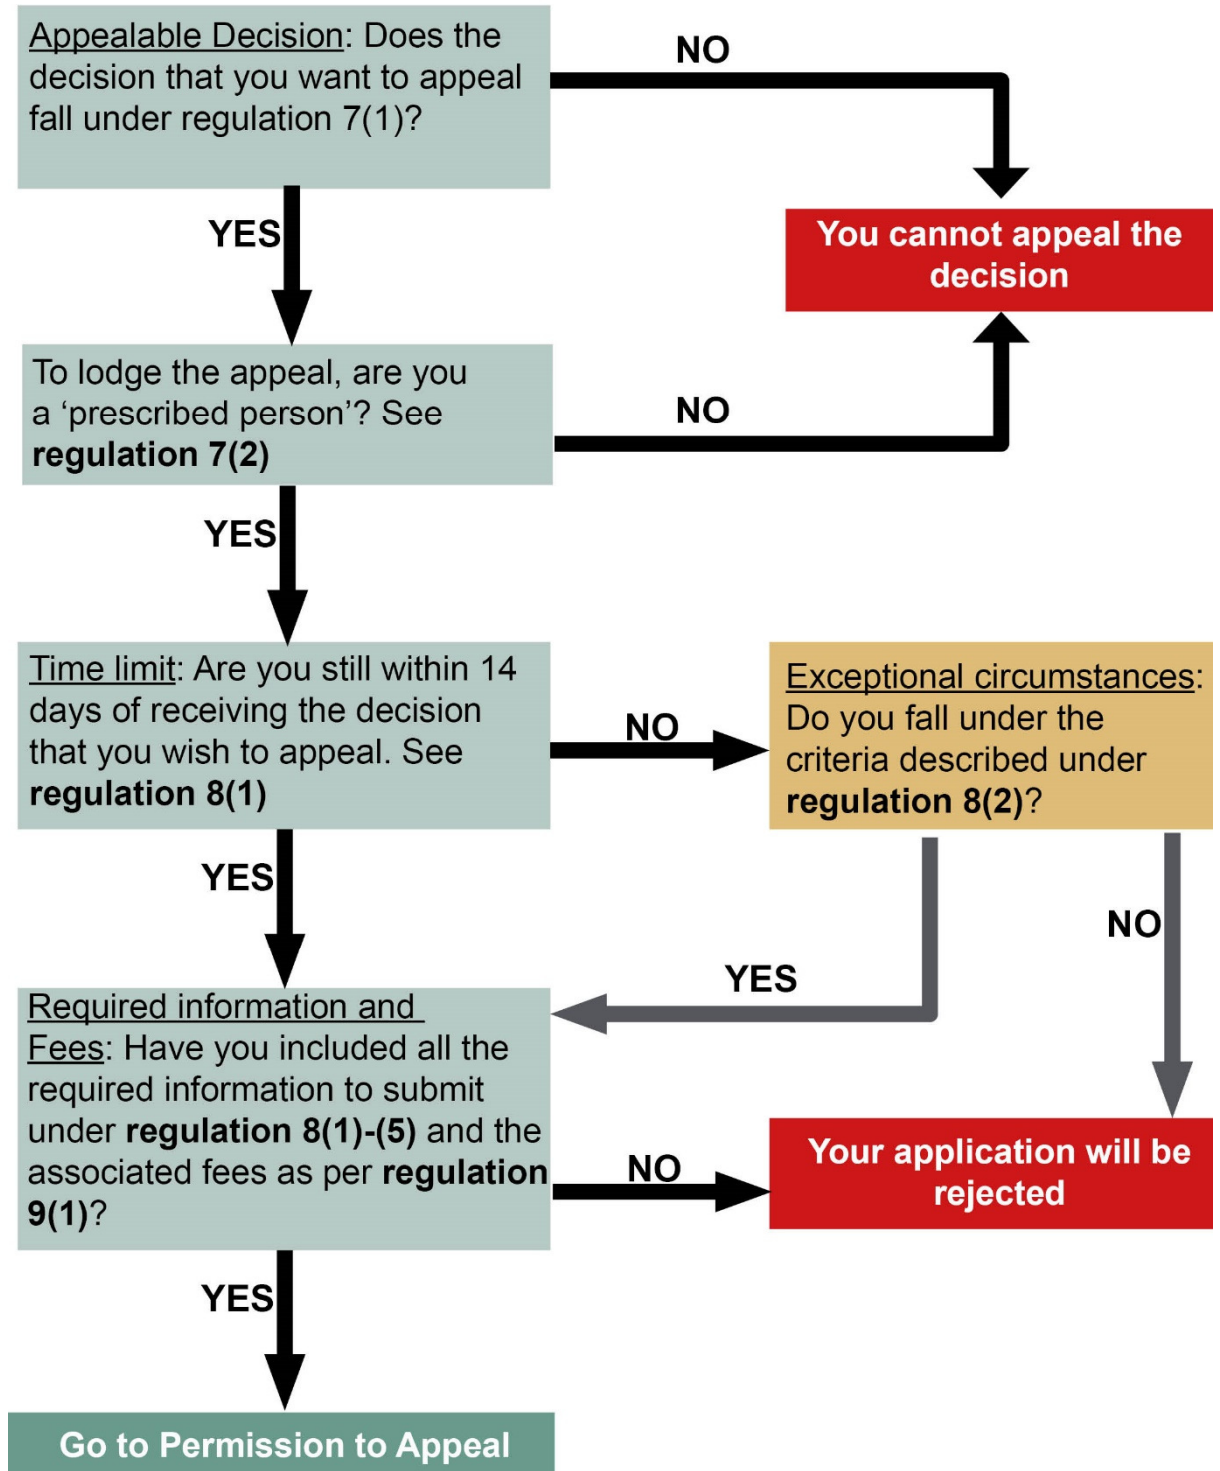 Appealable Decision: Does the
decision that you want to appeal
fall under regulation 7(1)?
NO
You cannot appeal the
decision
YES
To lodge the appeal, are you
a ‘prescribed person’? See
regulation 7(2)
NO
YES
Time limit: Are you still within 14
days of receiving the decision
that you wish to appeal. See
regulation 8(1)
NO
Exceptional circumstances:
Do you fall under the
criteria described under
regulation 8(2)?
YES
YES
NO
Required information and
Fees: Have you included all the
required information to submit
under regulation 8(1)-(5) and the
associated fees as per regulation
9(1)?
NO
Your application will be
rejected
YES
Go to Permission to Appeal